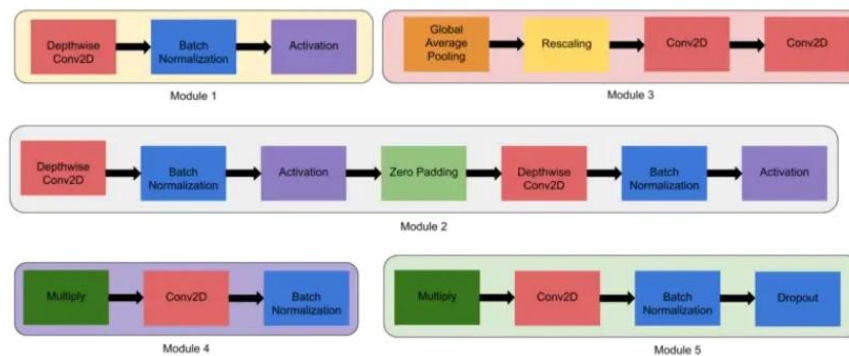 Depthwise
Conv2D
Batch
Normalization
Activation
Module 1
Global
Average
Pooling
Rescaling
Conv2D
Conv2D
Module 3
Depthwise
Conv2D
Batch
Normalization
Activation
Zero Padding
Depthwise
Conv2D
Batch
Normalization
Activation
Module 2
Multiply
Conv2D
Batch
Normalization
Module 4
Multiply
Conv2D
Batch
Normalization
Dropout
Module 5